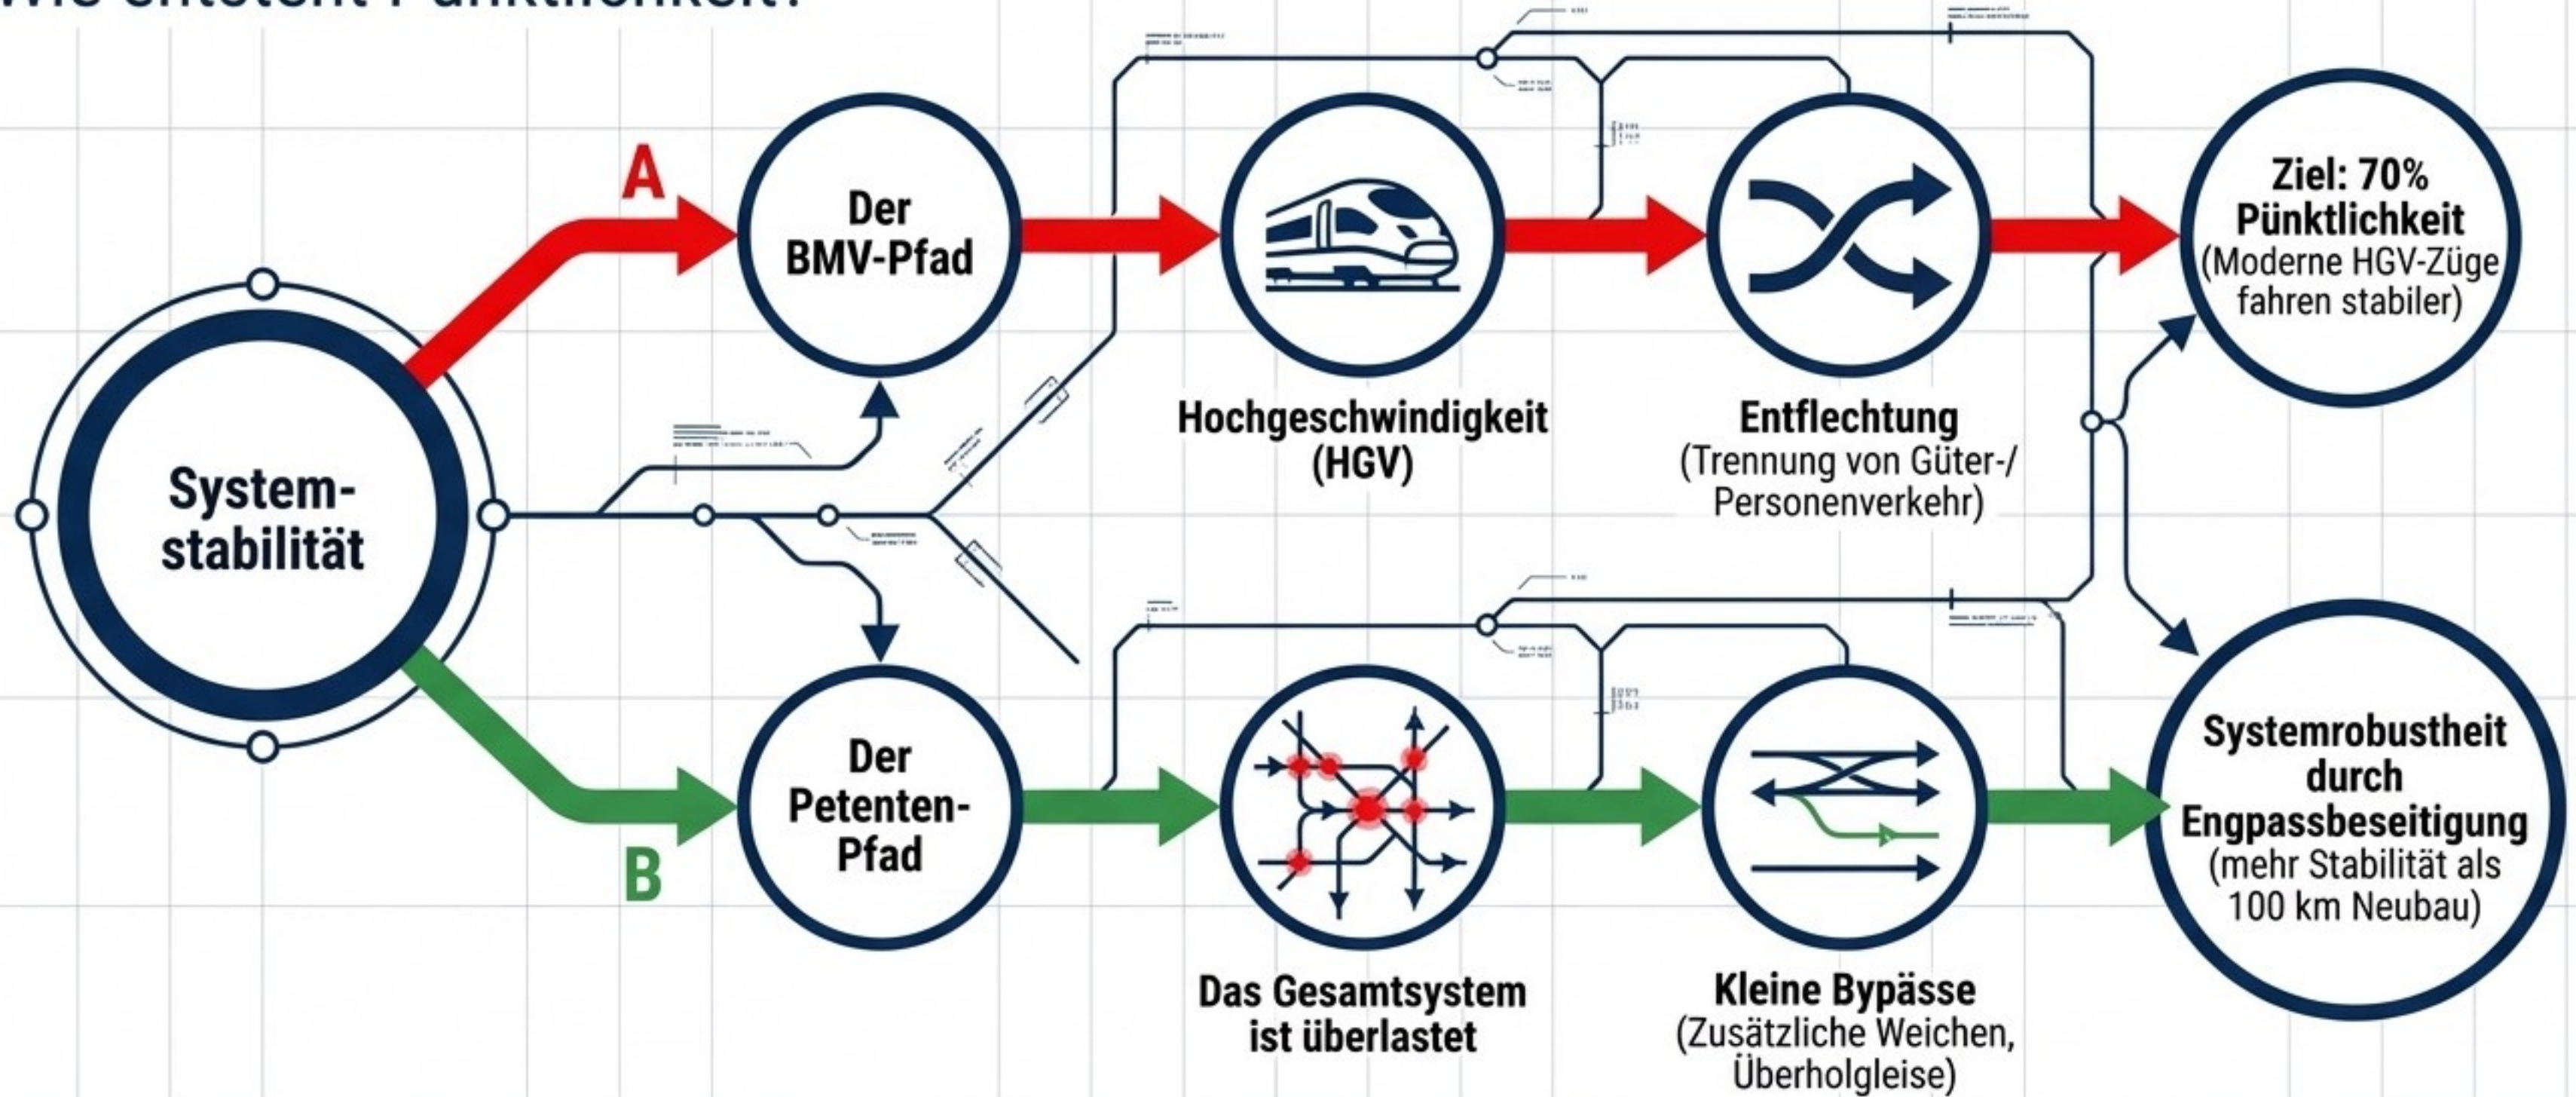 Wie entsteht Pünktlichkeit?
A
Der
BMV-Pfad
Hochgeschwindigkeit
(HGV)
Entflechtung
(Trennung von Güter-/
Personenverkehr)
Ziel: 70%
Pünktlichkeit
(Moderne HGV-Züge
fahren stabiler)
System-
stabilität
B
Der
Petenten-
Pfad
Das Gesamtsystem
ist überlastet
Kleine Bypässe
(Zusätzliche Weichen,
Überholgleise)
Systemrobustheit
durch
Engpassbeseitigung
(mehr Stabilität als
100 km Neubau)